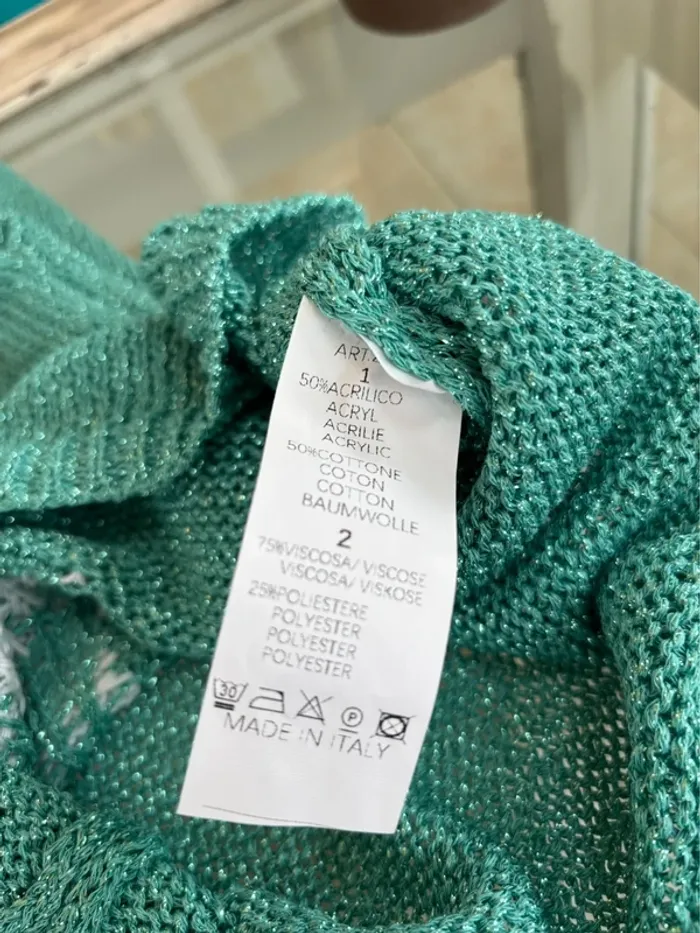 ART.
1
50%ACRILICO
ACRYL
ACRILIE
ACRYLIC
50%COTTONE
COTON
COTTON
BAUMWOLLE
2
75%VISCOSA/ VISCOSE
VISCOSA/ VISKOSE
25%POLIESTERE
POLYESTER
POLYESTER
POLYESTER
30 P
MADE IN ITALY